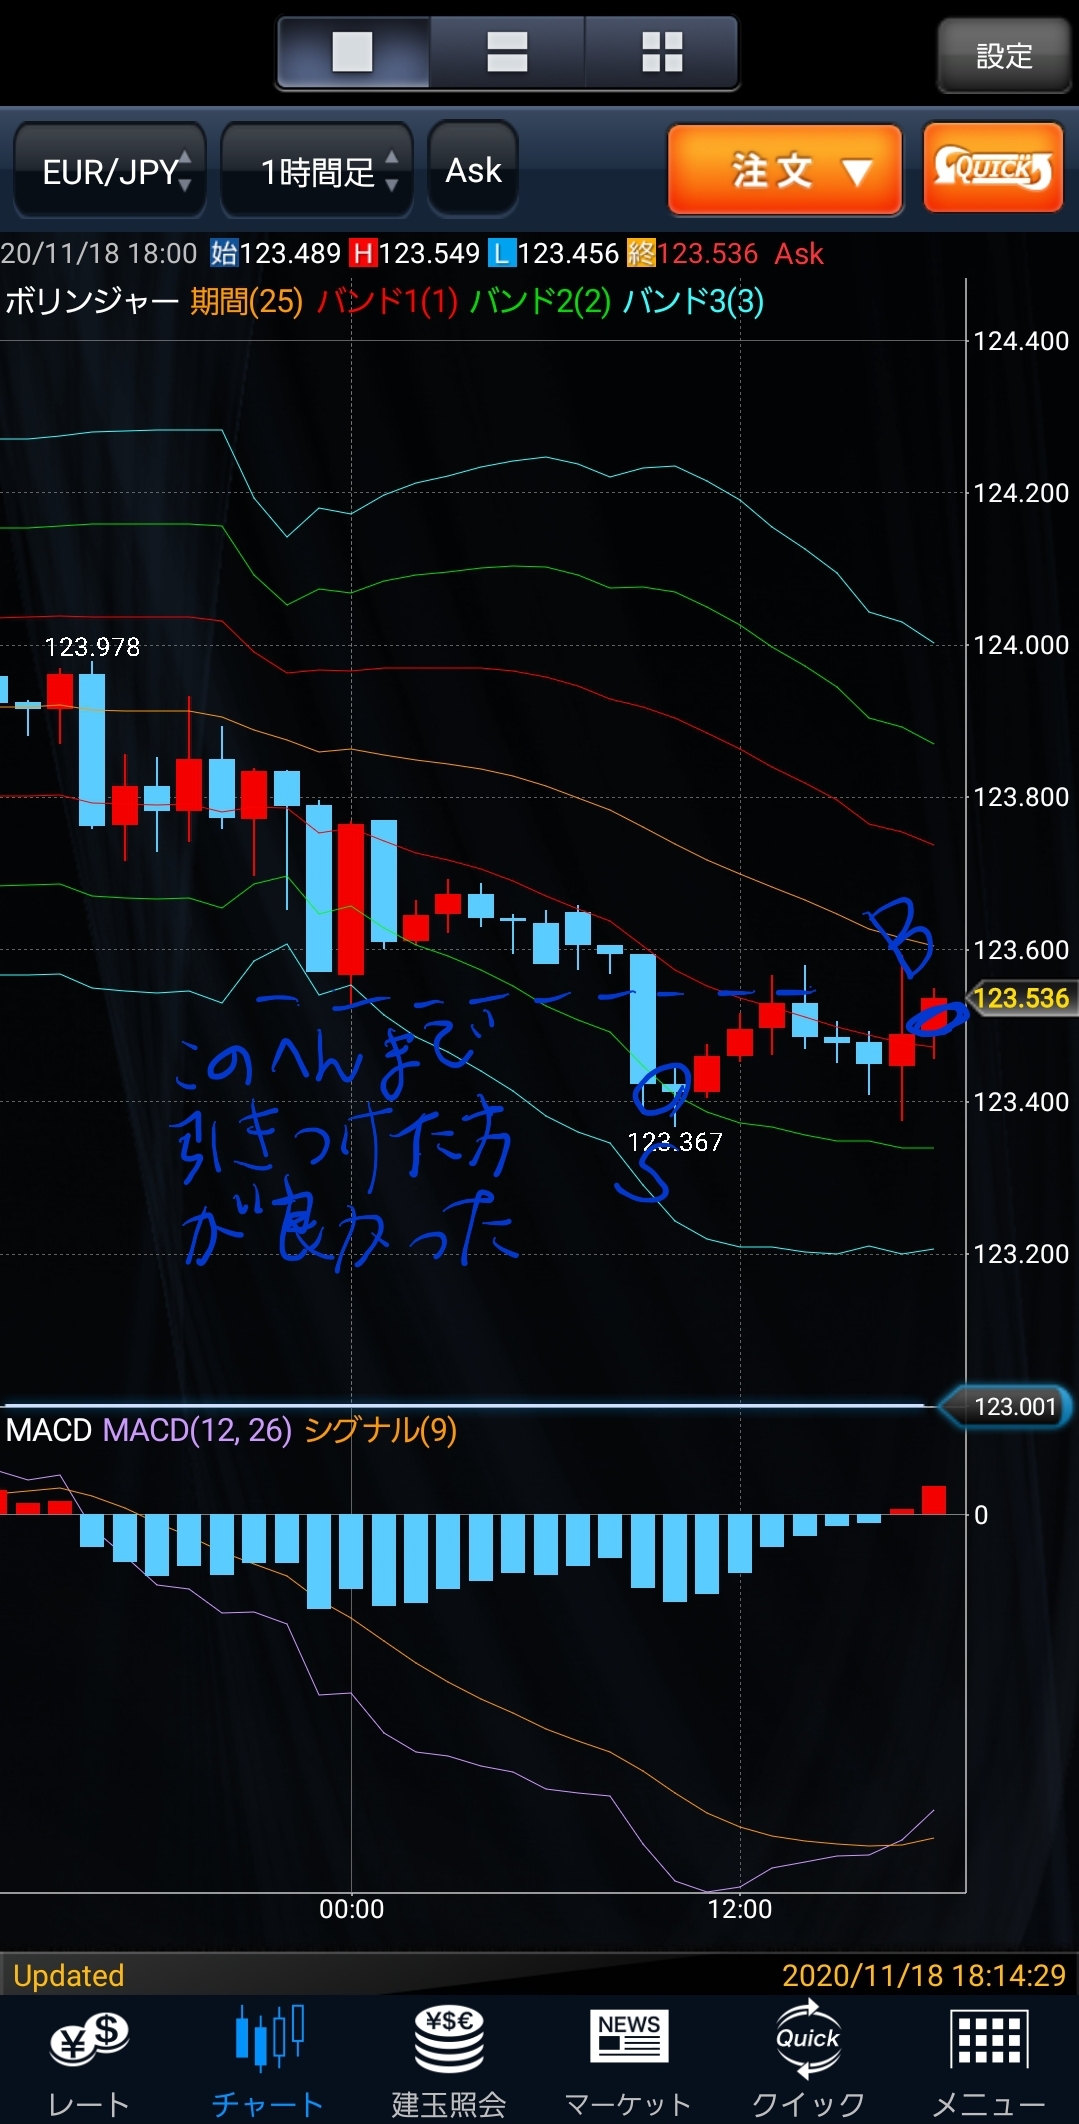 設定
EUR/JPY 1時間足 Ask 注文 ▼ QUICK
20/11/18 18:00 始123.489 H123.549 L123.456 終123.536 Ask
ボリンジャー 期間(25) バンド1(1) バンド2(2) バンド3(3)
124.400
124.200
124.000
123.978
123.800
B
123.600
123.536
このへんまで
引きつけた方
が良かった
123.400
123.367
S
123.200
123.001
MACD MACD(12, 26) シグナル(9)
0
00:00 12:00
Updated 2020/11/18 18:14:29
¥$ ¥$€ NEWS Quick
レート チャート 建玉照会 マーケット クイック メニュー